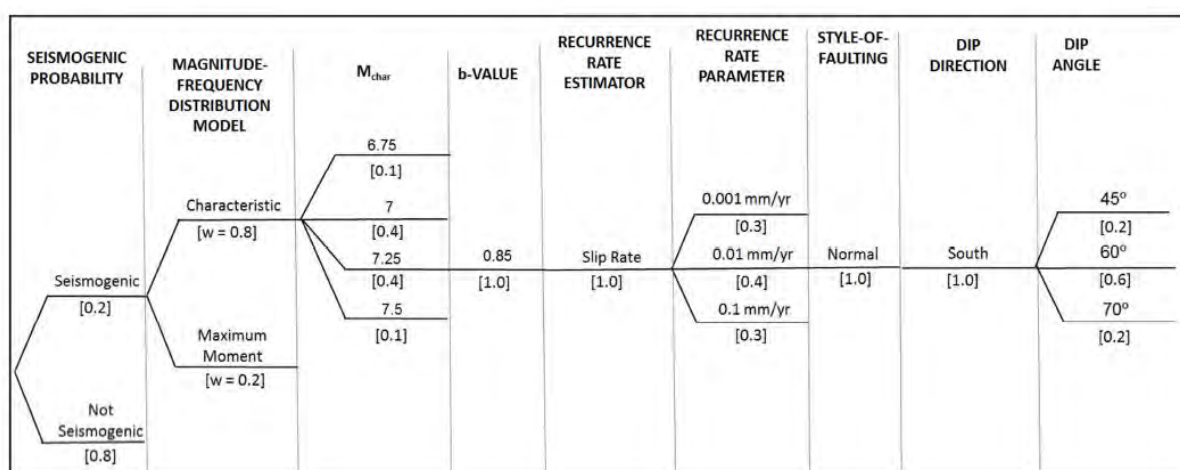 SEISMOGENIC
PROBABILITY
MAGNITUDE-
FREQUENCY
DISTRIBUTION
MODEL
Mchar
b-VALUE
RECURRENCE
RATE
ESTIMATOR
RECURRENCE
RATE
PARAMETER
STYLE-OF-
FAULTING
DIP
DIRECTION
DIP
ANGLE
Seismogenic
[0.2]
Not
Seismogenic
[0.8]
Characteristic
[w = 0.8]
Maximum
Moment
[w = 0.2]
6.75
[0.1]
7
[0.4]
7.25
[0.4]
7.5
[0.1]
0.85
[1.0]
Slip Rate
[1.0]
0.001 mm/yr
[0.3]
0.01 mm/yr
[0.4]
0.1 mm/yr
[0.3]
Normal
[1.0]
South
[1.0]
45°
[0.2]
60°
[0.6]
70°
[0.2]